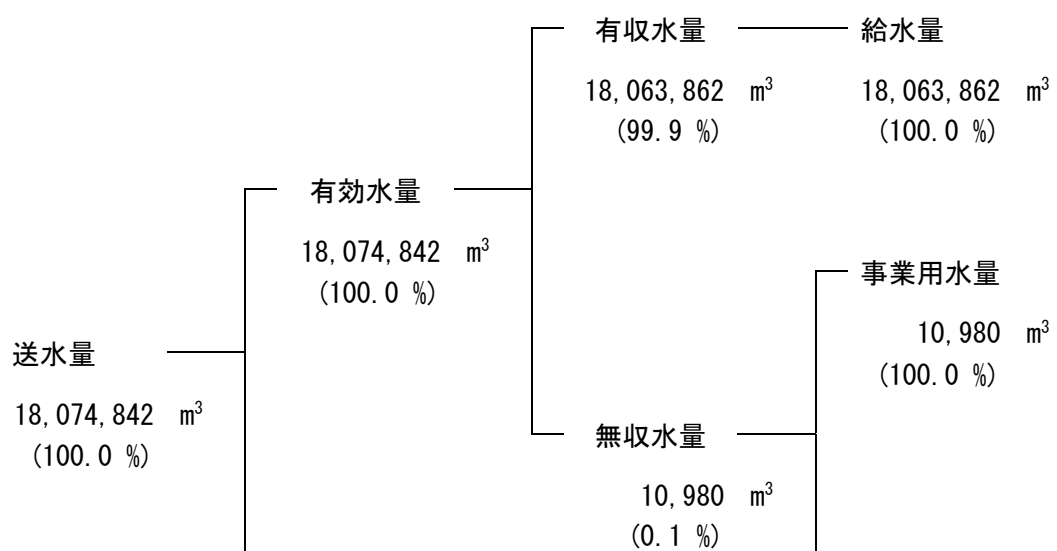 有収水量 給水量
18,063,862 m³ 18,063,862 m³
(99.9 %) (100.0 %)
有効水量
18,074,842 m³
(100.0 %)
事業用水量
10,980 m³
(100.0 %)
送水量
18,074,842 m³
(100.0 %)
無収水量
10,980 m³
(0.1 %)